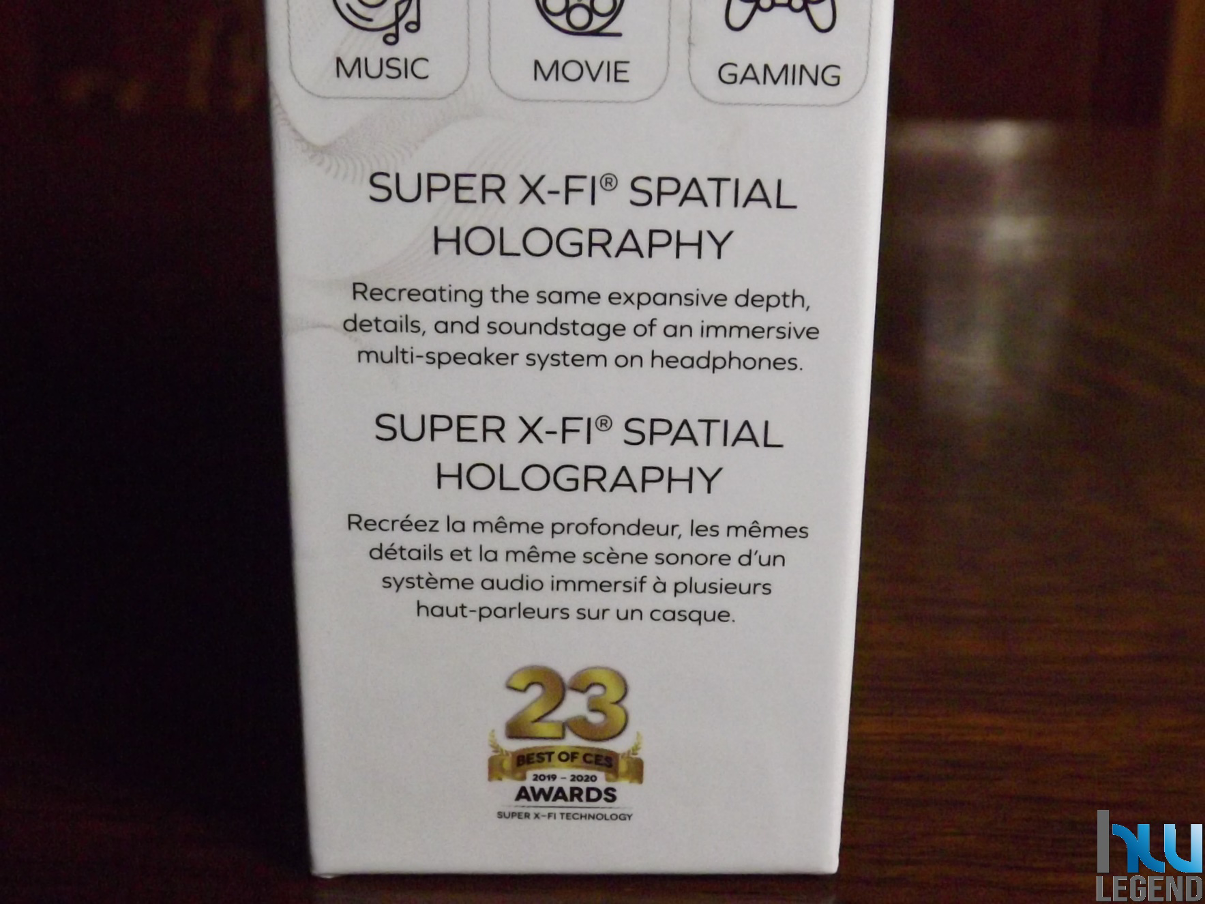 MUSIC
MOVIE
GAMING
SUPER X-FI® SPATIAL
HOLOGRAPHY
Recreating the same expansive depth,
details, and soundstage of an immersive
multi-speaker system on headphones.
SUPER X-FI® SPATIAL
HOLOGRAPHY
Recréez la même profondeur, les mêmes
détails et la même scène sonore d'un
système audio immersif à plusieurs
haut-parleurs sur un casque.
23
BEST OF CES
2019 - 2020
AWARDS
SUPER X-FI TECHNOLOGY
hw
LEGEND